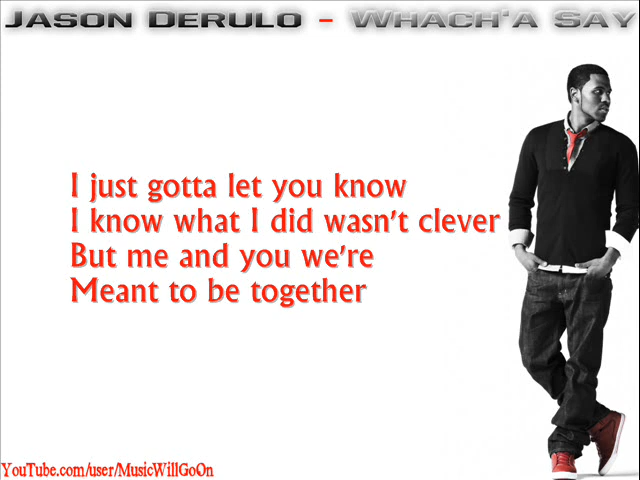 Jason Derulo - Whach'a Say
I just gotta let you know
I know what I did wasn't clever
But me and you we're
Meant to be together
YouTube.com/user/MusicWillGoOn